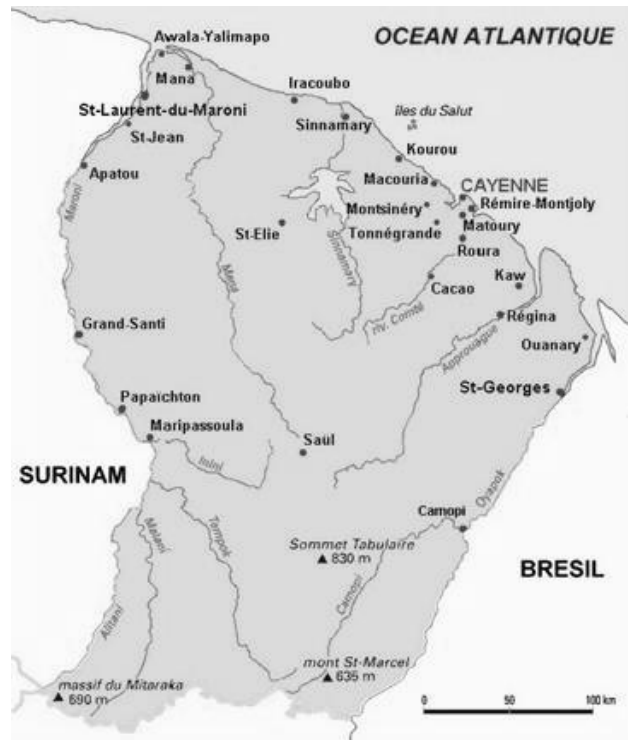 OCEAN ATLANTIQUE
Awala-Yalimapo
Mana
Iracoubo
St-Laurent-du-Maroni
St-Jean
Sinnamary
îles du Salut
Kourou
Apatou
Maroni
Macouria
CAYENNE
Rémire-Montjoly
Montsinéry
Matoury
St-Elie
Tonnégrande
Roura
Sinnamary
Mana
Cacao
Kaw
riv. Comté
Régina
Grand-Santi
Approuague
Ouanary
St-Georges
Papaïchton
Maripassoula
Saül
Inini
SURINAM
Oyapok
Camopi
Malani
Tempok
Sommet Tabulaire
830 m
BRESIL
Camopi
Alitani
mont St-Marcel
635 m
massif du Mitaraka
690 m
0 50 100 km